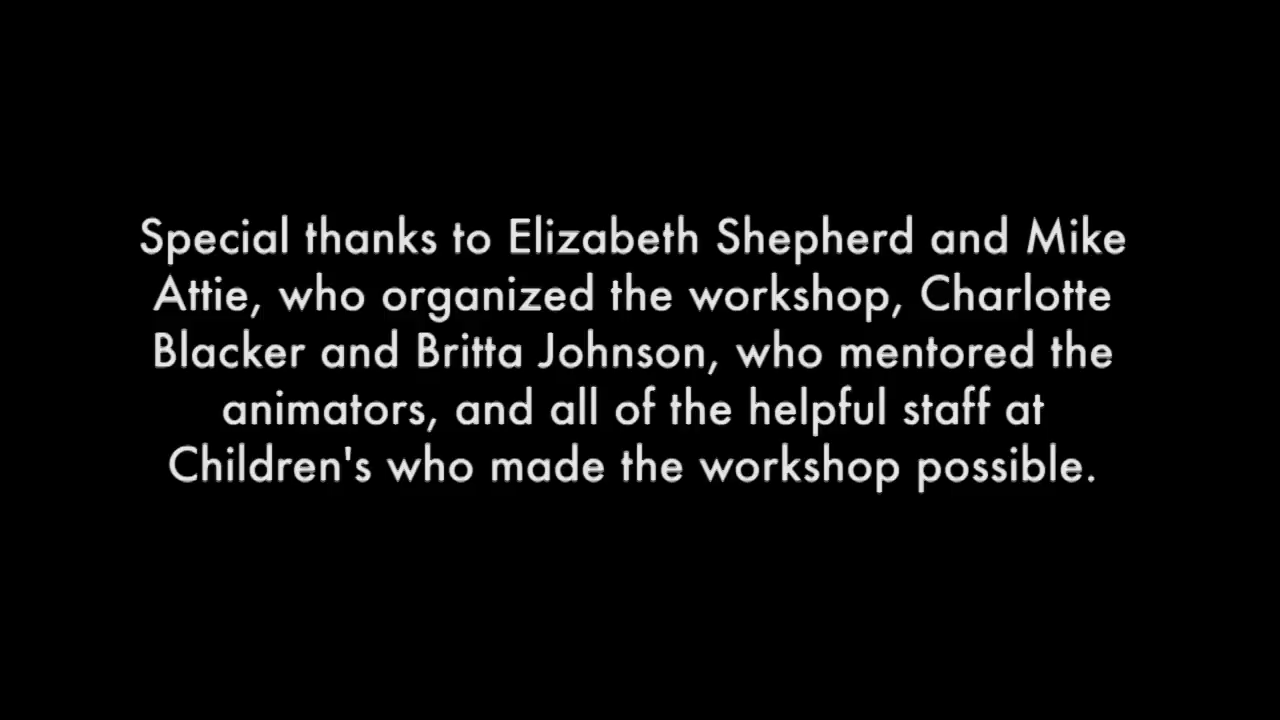 Special thanks to Elizabeth Shepherd and Mike
Attie, who organized the workshop, Charlotte
Blacker and Britta Johnson, who mentored the
animators, and all of the helpful staff at
Children's who made the workshop possible.